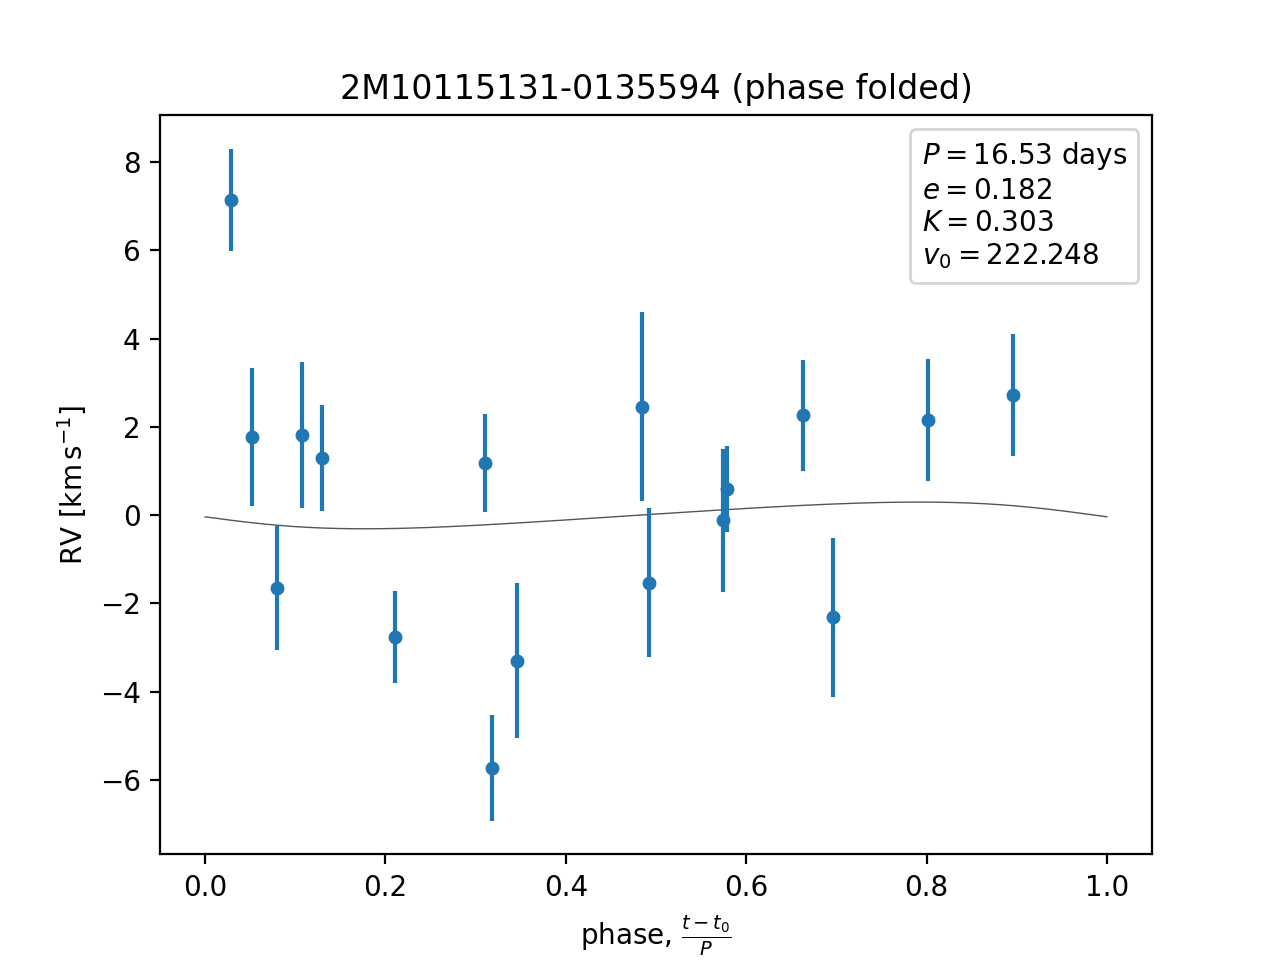 2M10115131-0135594 (phase folded)
P = 16.53 days
e = 0.182
K = 0.303
v₀ = 222.248
8
6
4
2
0
−2
−4
−6
RV [km s⁻¹]
0.0 0.2 0.4 0.6 0.8 1.0
phase, (t − t₀)/P